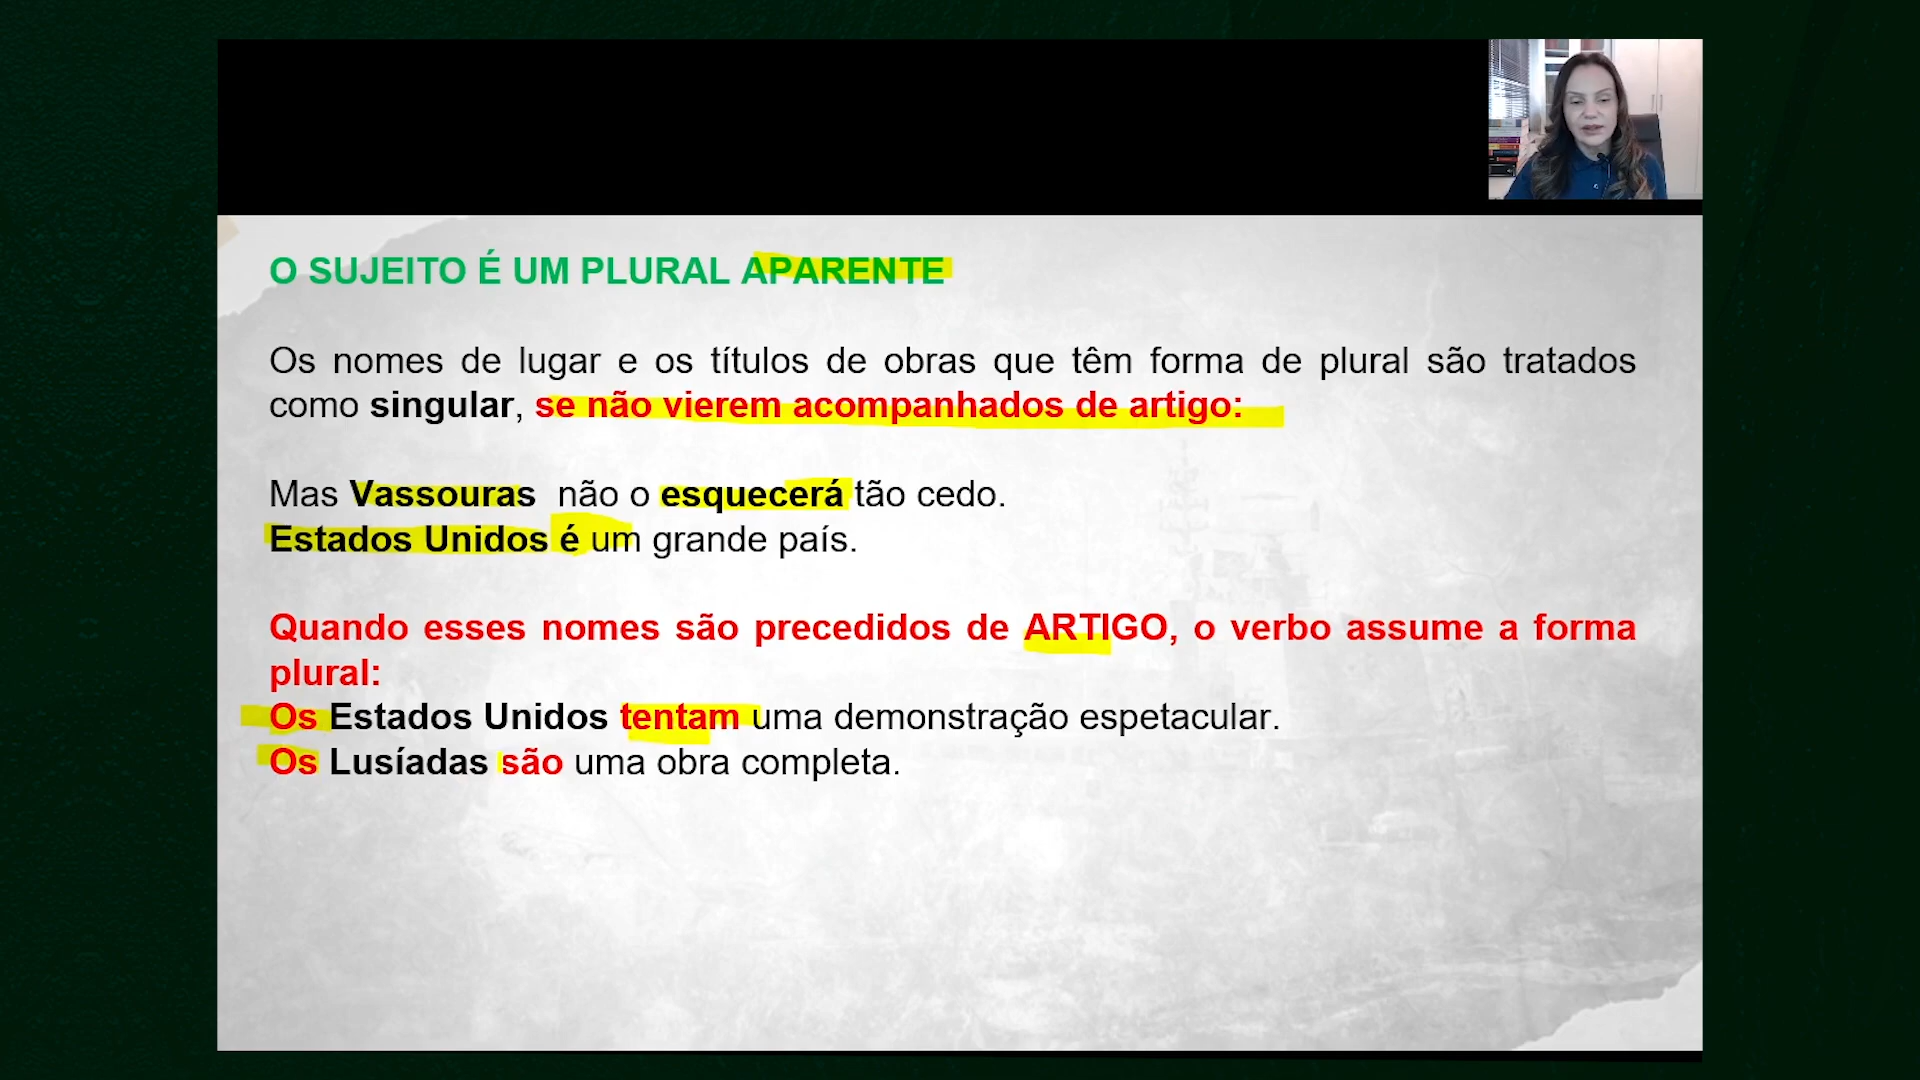 O SUJEITO É UM PLURAL APARENTE
Os nomes de lugar e os títulos de obras que têm forma de plural são tratados
como singular, se não vierem acompanhados de artigo:
Mas Vassouras não o esquecerá tão cedo.
Estados Unidos é um grande país.
Quando esses nomes são precedidos de ARTIGO, o verbo assume a forma
plural:
Os Estados Unidos tentam uma demonstração espetacular.
Os Lusíadas são uma obra completa.